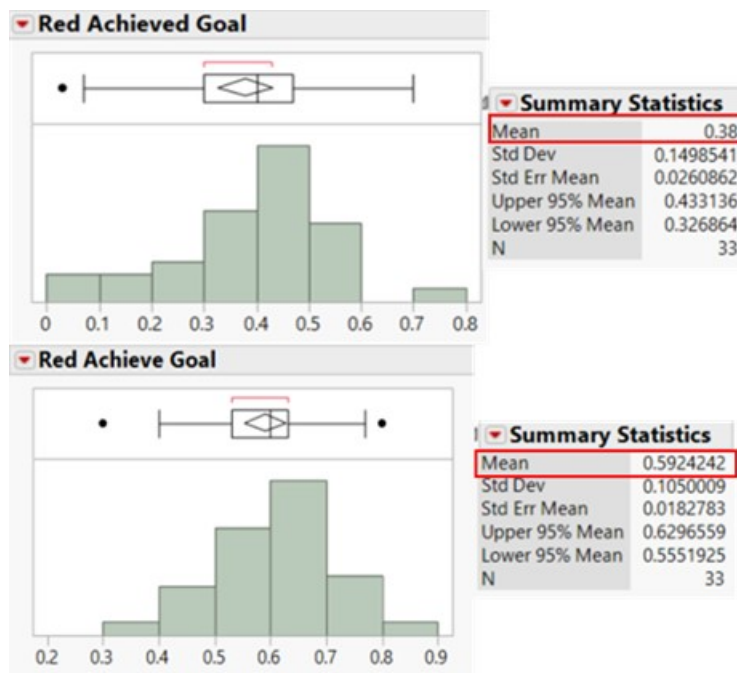 Red Achieved Goal
Summary Statistics
Mean 0.38
Std Dev 0.1498541
Std Err Mean 0.0260862
Upper 95% Mean 0.433136
Lower 95% Mean 0.326864
N 33
0 0.1 0.2 0.3 0.4 0.5 0.6 0.7 0.8
Red Achieve Goal
Summary Statistics
Mean 0.5924242
Std Dev 0.1050009
Std Err Mean 0.0182783
Upper 95% Mean 0.6296559
Lower 95% Mean 0.5551925
N 33
0.2 0.3 0.4 0.5 0.6 0.7 0.8 0.9